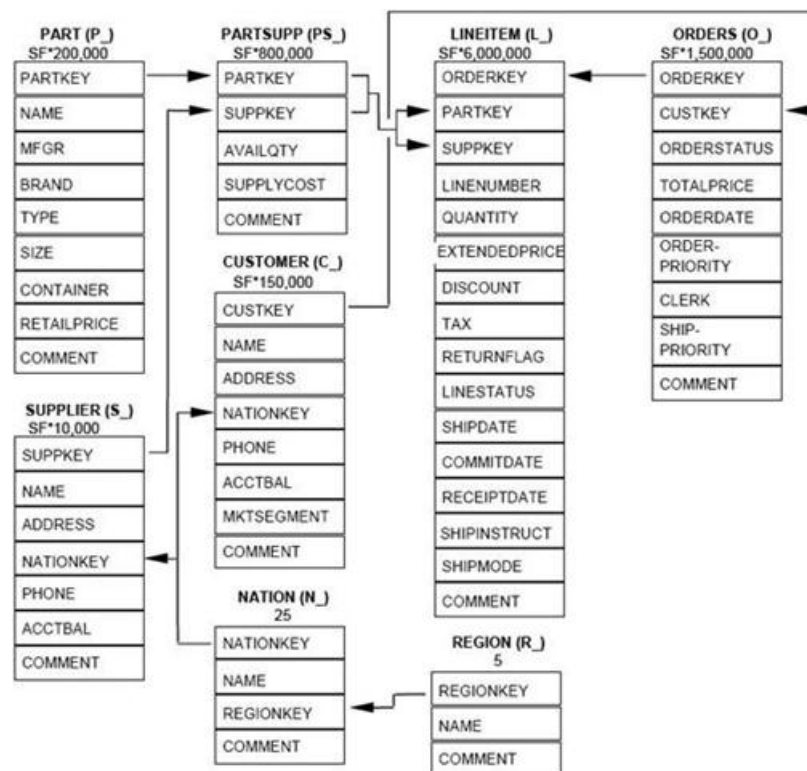 PART (P_)
SF*200,000
PARTKEY
NAME
MFGR
BRAND
TYPE
SIZE
CONTAINER
RETAILPRICE
COMMENT
SUPPLIER (S_)
SF*10,000
SUPPKEY
NAME
ADDRESS
NATIONKEY
PHONE
ACCTBAL
COMMENT
PARTSUPP (PS_)
SF*800,000
PARTKEY
SUPPKEY
AVAILQTY
SUPPLYCOST
COMMENT
CUSTOMER (C_)
SF*150,000
CUSTKEY
NAME
ADDRESS
NATIONKEY
PHONE
ACCTBAL
MKTSEGMENT
COMMENT
NATION (N_)
25
NATIONKEY
NAME
REGIONKEY
COMMENT
LINEITEM (L_)
SF*6,000,000
ORDERKEY
PARTKEY
SUPPKEY
LINENUMBER
QUANTITY
EXTENDEDPRICE
DISCOUNT
TAX
RETURNFLAG
LINESTATUS
SHIPDATE
COMMITDATE
RECEIPTDATE
SHIPINSTRUCT
SHIPMODE
COMMENT
REGION (R_)
5
REGIONKEY
NAME
COMMENT
ORDERS (O_)
SF*1,500,000
ORDERKEY
CUSTKEY
ORDERSTATUS
TOTALPRICE
ORDERDATE
ORDER-
PRIORITY
CLERK
SHIP-
PRIORITY
COMMENT